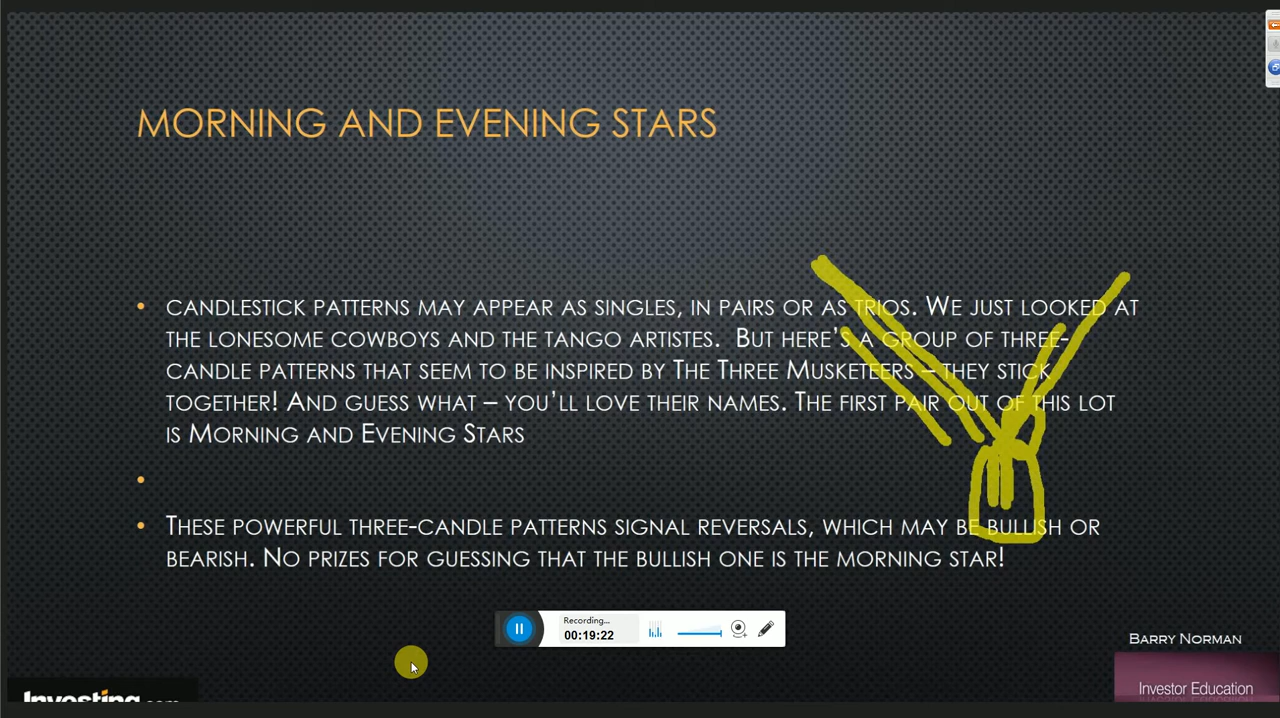 MORNING AND EVENING STARS
CANDLESTICK PATTERNS MAY APPEAR AS SINGLES, IN PAIRS OR AS TRIOS. WE JUST LOOKED AT
THE LONESOME COWBOYS AND THE TANGO ARTISTES. BUT HERE'S A GROUP OF THREE-
CANDLE PATTERNS THAT SEEM TO BE INSPIRED BY THE THREE MUSKETEERS – THEY STICK
TOGETHER! AND GUESS WHAT – YOU'LL LOVE THEIR NAMES. THE FIRST PAIR OUT OF THIS LOT
IS MORNING AND EVENING STARS
THESE POWERFUL THREE-CANDLE PATTERNS SIGNAL REVERSALS, WHICH MAY BE BULLISH OR
BEARISH. NO PRIZES FOR GUESSING THAT THE BULLISH ONE IS THE MORNING STAR!
Recording...
00:19:22
BARRY NORMAN
Investing.com
Investor Education